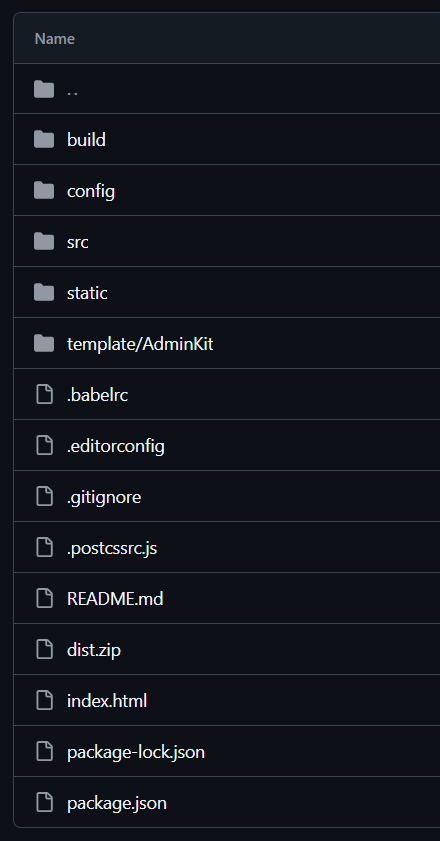 Name
..
build
config
src
static
template/AdminKit
.babelrc
.editorconfig
.gitignore
.postcssrc.js
README.md
dist.zip
index.html
package-lock.json
package.json